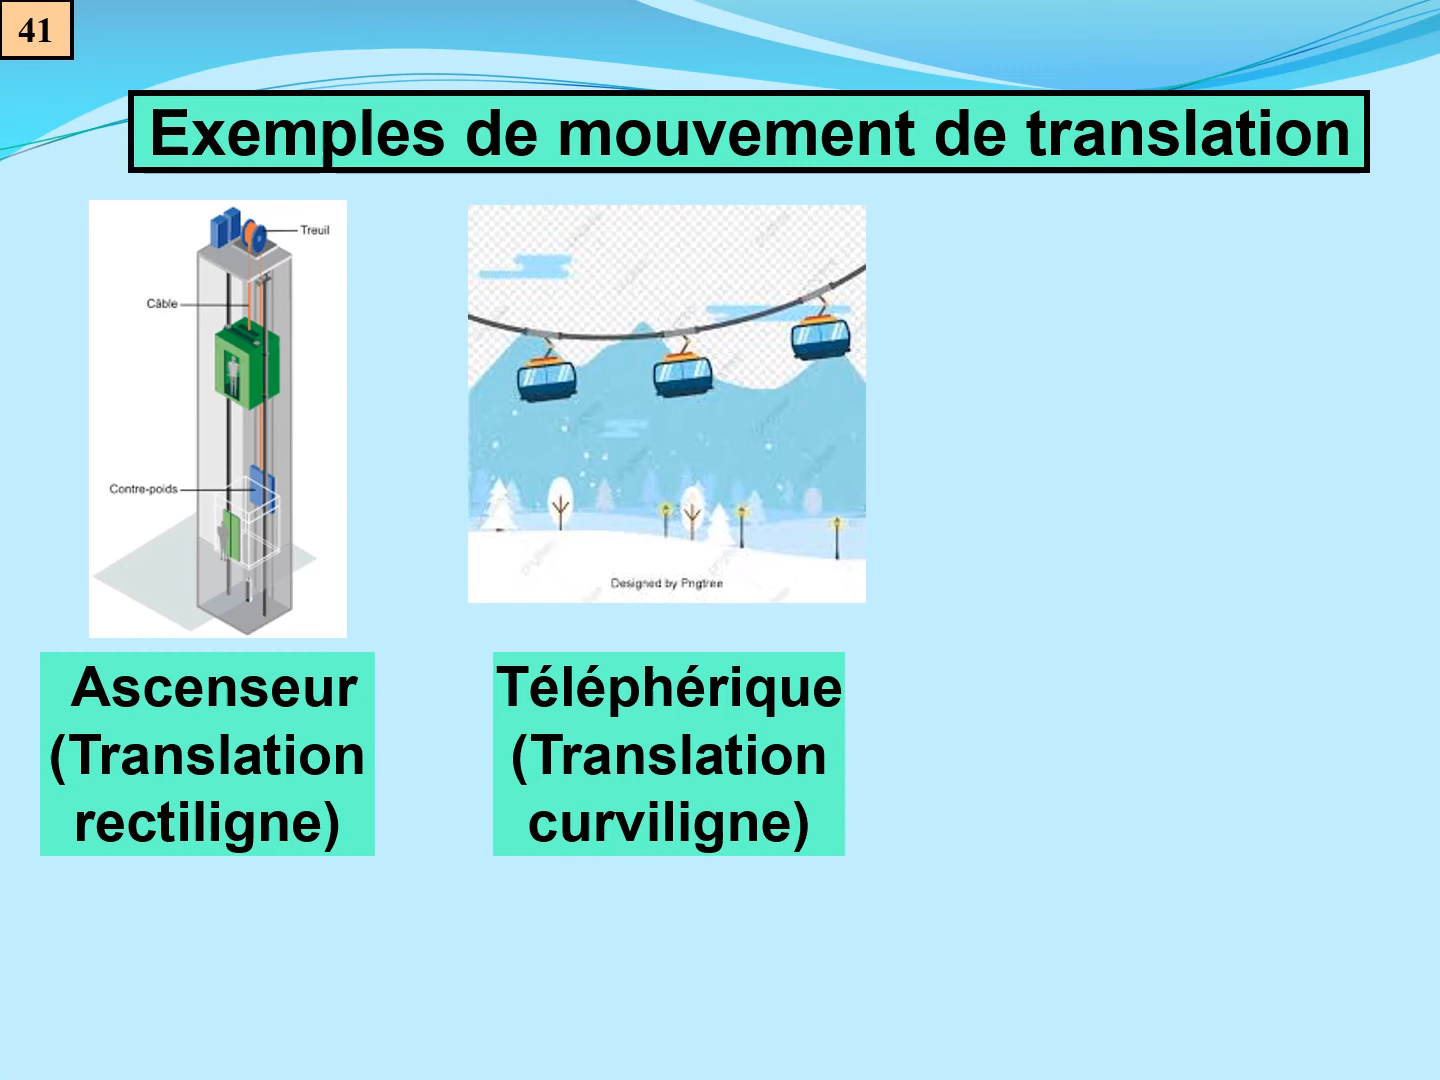 41
Exemples de mouvement de translation
Treuil
Câble
Contre-poids
Designed by Pngtree
Ascenseur
(Translation
rectiligne)
Téléphérique
(Translation
curviligne)